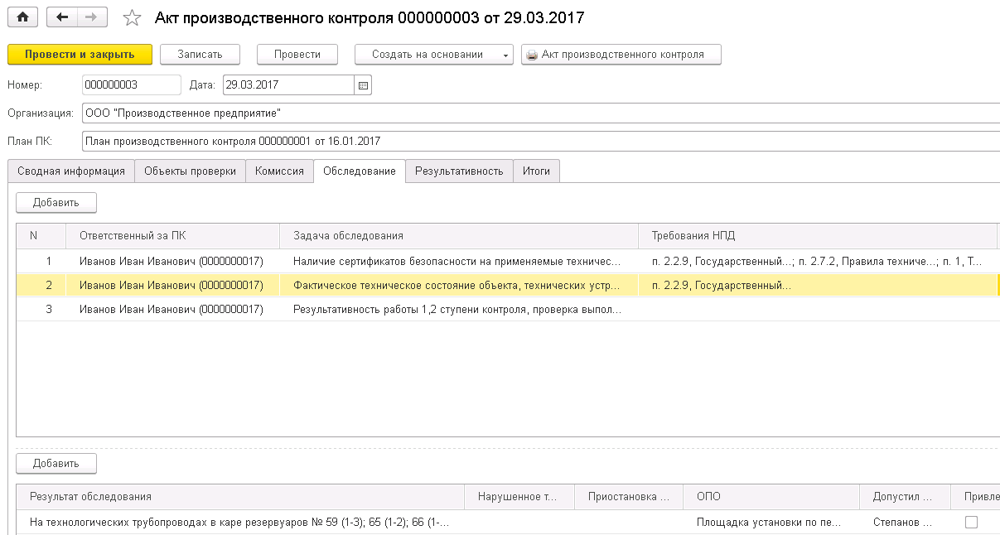 Акт производственного контроля 000000003 от 29.03.2017
Провести и закрыть Записать Провести Создать на основании Акт производственного контроля
Номер: 000000003 Дата: 29.03.2017
Организация: ООО "Производственное предприятие"
План ПК: План производственного контроля 000000001 от 16.01.2017
Сводная информация Объекты проверки Комиссия Обследование Результативность Итоги
Добавить
N Ответственный за ПК Задача обследования Требования НПД
1 Иванов Иван Иванович (0000000017) Наличие сертификатов безопасности на применяемые техничес... п. 2.2.9, Государственный...; п. 2.7.2, Правила техниче...; п. 1, Т...
2 Иванов Иван Иванович (0000000017) Фактическое техническое состояние объекта, технических устр... п. 2.2.9, Государственный...
3 Иванов Иван Иванович (0000000017) Результативность работы 1,2 ступени контроля, проверка выпол...
Добавить
Результат обследования Нарушенное т... Приостановка ... ОПО Допустил ... Привле
На технологических трубопроводах в каре резервуаров № 59 (1-3); 65 (1-2); 66 (1-... Площадка установки по пе... Степанов ...